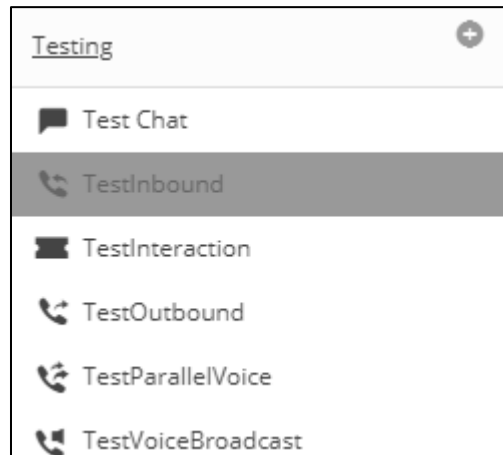 Testing
Test Chat
TestInbound
TestInteraction
TestOutbound
TestParallelVoice
TestVoiceBroadcast